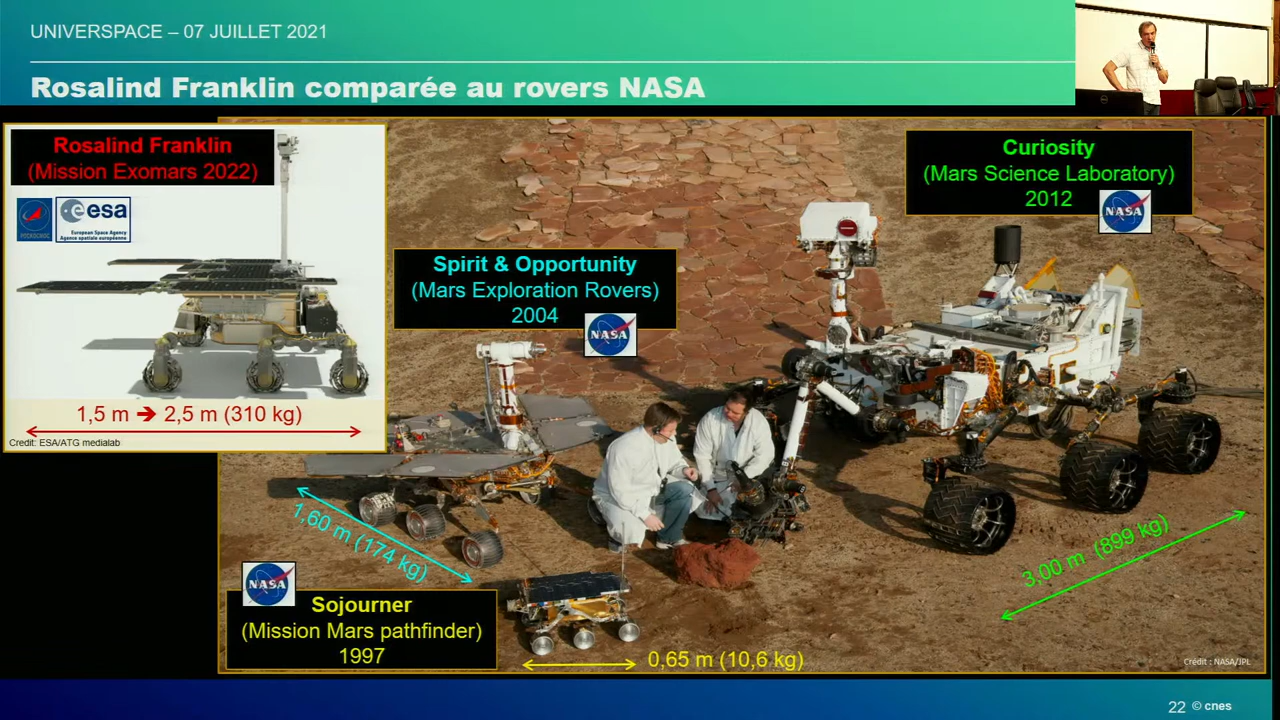 UNIVERSPACE – 07 JUILLET 2021
Rosalind Franklin comparée au rovers NASA
Rosalind Franklin
(Mission Exomars 2022)
esa
European Space Agency
Agence spatiale européenne
1,5 m ➔ 2,5 m (310 kg)
Credit: ESA/ATG medialab
Spirit & Opportunity
(Mars Exploration Rovers)
2004
NASA
Curiosity
(Mars Science Laboratory)
2012
NASA
1,60 m (174 kg)
3,00 m (899 kg)
NASA
Sojourner
(Mission Mars pathfinder)
1997
0,65 m (10,6 kg)
Crédit : NASA/JPL
22 © cnes